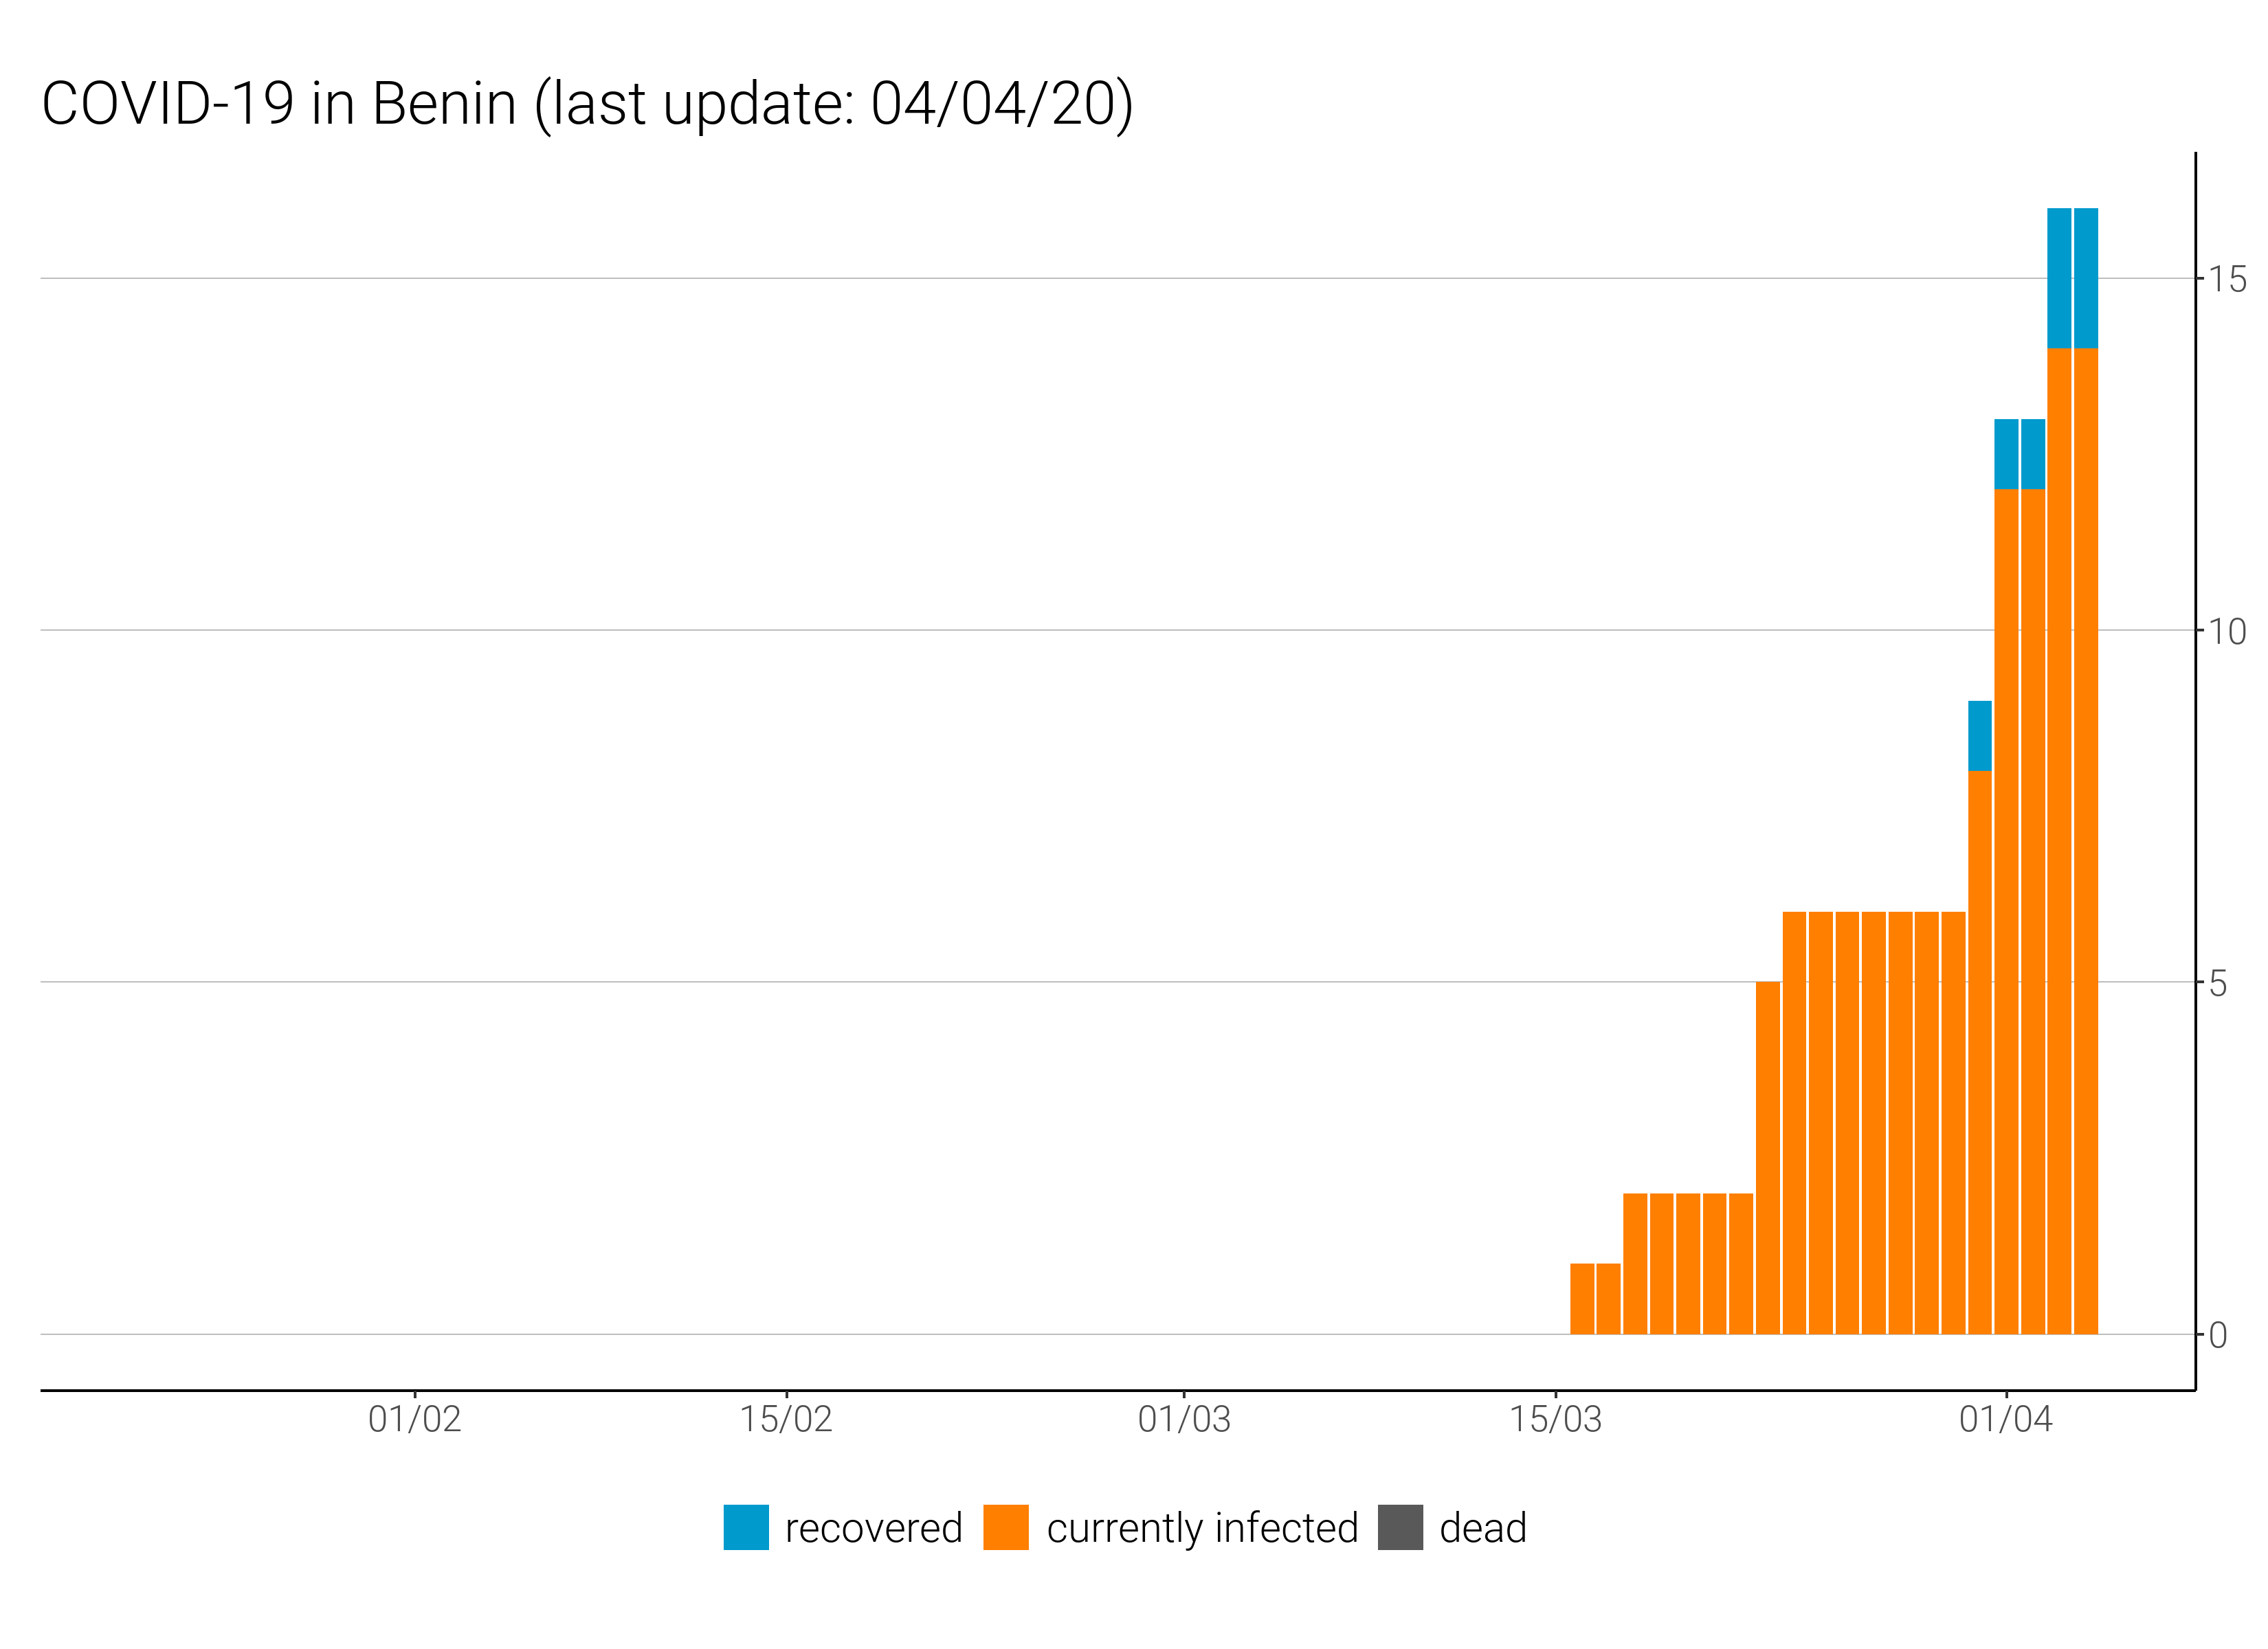 COVID-19 in Benin (last update: 04/04/20)
15
10
5
0
01/02 15/02 01/03 15/03 01/04
recovered currently infected dead